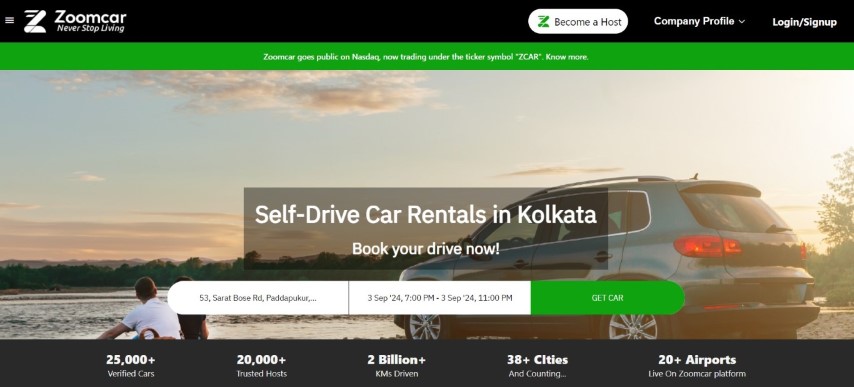 Zoomcar
Never Stop Living
Become a Host
Company Profile
Login/Signup
Zoomcar goes public on Nasdaq, now trading under the ticker symbol "ZCAR". Know more.
Self-Drive Car Rentals in Kolkata
Book your drive now!
53, Sarat Bose Rd, Paddapukur,...
3 Sep '24, 7:00 PM - 3 Sep '24, 11:00 PM
GET CAR
25,000+
Verified Cars
20,000+
Trusted Hosts
2 Billion+
KMs Driven
38+ CIties
And Counting...
20+ Airports
Live On Zoomcar platform